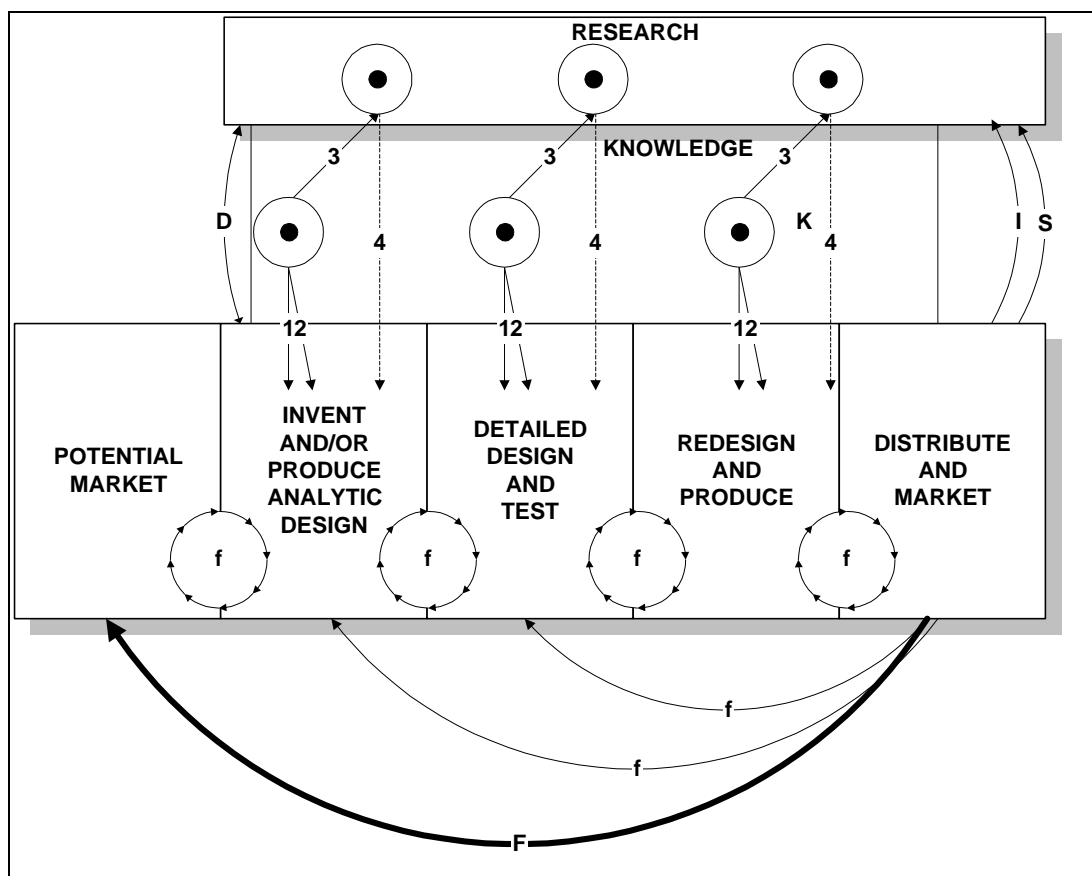 RESEARCH
KNOWLEDGE
3
3
3
D
K
I
S
4
4
4
12
12
12
POTENTIAL
MARKET
INVENT
AND/OR
PRODUCE
ANALYTIC
DESIGN
DETAILED
DESIGN
AND
TEST
REDESIGN
AND
PRODUCE
DISTRIBUTE
AND
MARKET
f
f
f
f
f
f
F